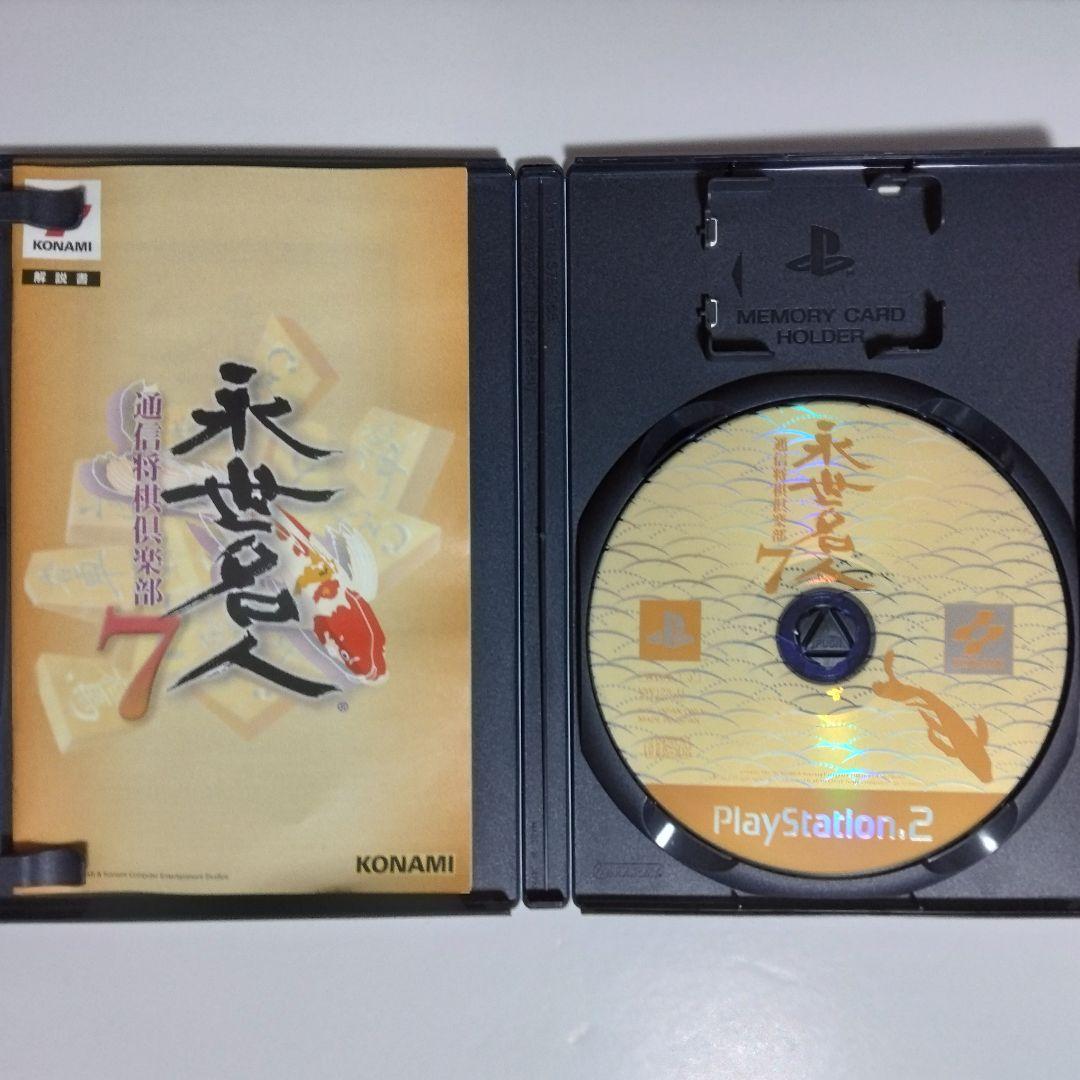 KONAMI
解説書
永世名人
通信将棋倶楽部
7
®
KONAMI
MEMORY CARD
HOLDER
永世名人
通信将棋倶楽部
7
PlayStation.2